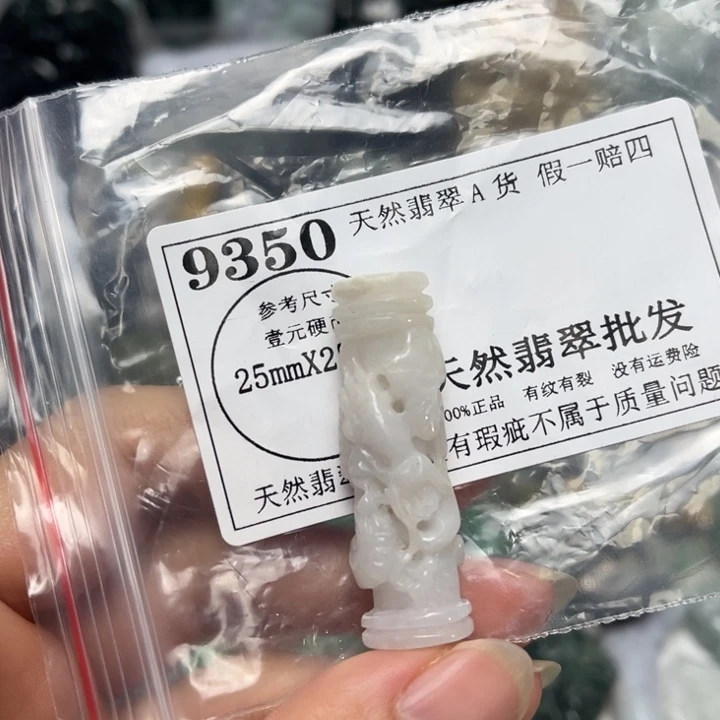 9350
天然翡翠A货 假一赔四
参考尺寸
壹元硬
25mmX2
天然翡翠批发
00%正品 有纹有裂 没有运费险
有瑕疵不属于质量问题
天然翡翠